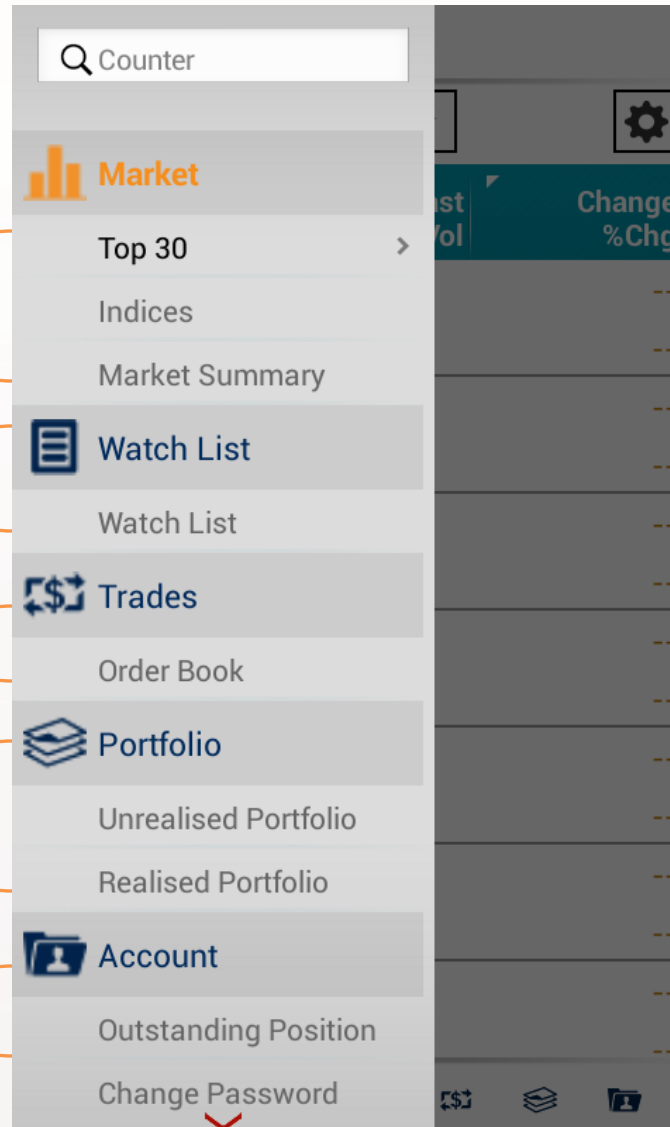 Counter
Market
Top 30
Indices
Market Summary
Watch List
Watch List
Trades
Order Book
Portfolio
Unrealised Portfolio
Realised Portfolio
Account
Outstanding Position
Change Password
Change
%Chg